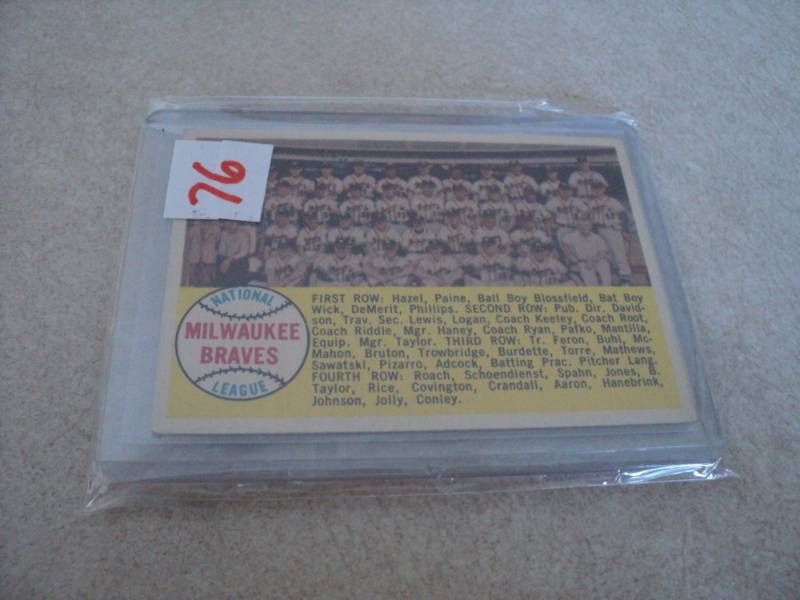 76
NATIONAL
MILWAUKEE
BRAVES
LEAGUE
FIRST ROW: Hazel, Paine, Ball Boy Blossfield, Bat Boy
Wick, DeMerit, Phillips. SECOND ROW: Pub. Dir. David-
son, Trav. Sec. Lewis, Logan, Coach Keeley, Coach Root,
Coach Riddle, Mgr. Haney, Coach Ryan, Pafko, Mantilla,
Equip. Mgr. Taylor. THIRD ROW: Tr. Feron, Buhl, Mc-
Mahon, Bruton, Trowbridge, Burdette, Torre, Mathews,
Sawatski, Pizarro, Adcock, Batting Prac. Pitcher Lang.
FOURTH ROW: Roach, Schoendienst, Spahn, Jones, B.
Taylor, Rice, Covington, Crandall, Aaron, Hanebrink,
Johnson, Jolly, Conley.